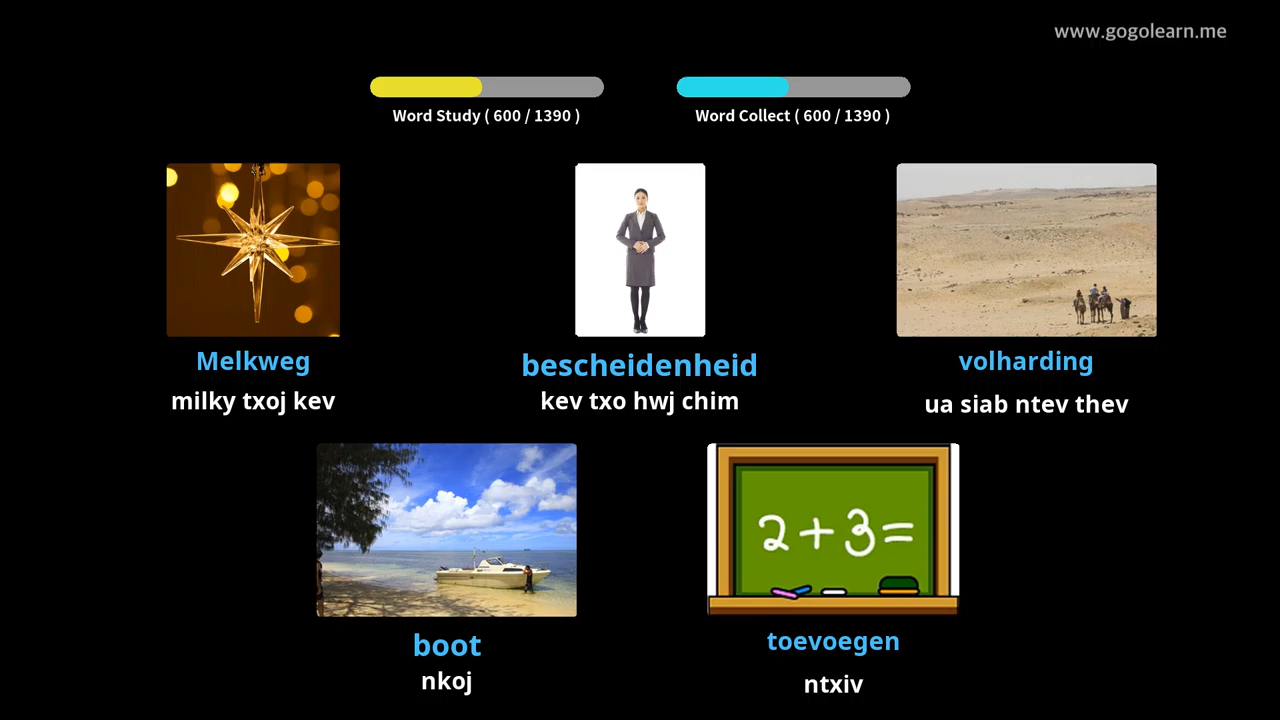 www.gogolearn.me
Word Study ( 600 / 1390 )
Word Collect ( 600 / 1390 )
Melkweg
milky txoj kev
bescheidenheid
kev txo hwj chim
volharding
ua siab ntev thev
2+3=
boot
nkoj
toevoegen
ntxiv